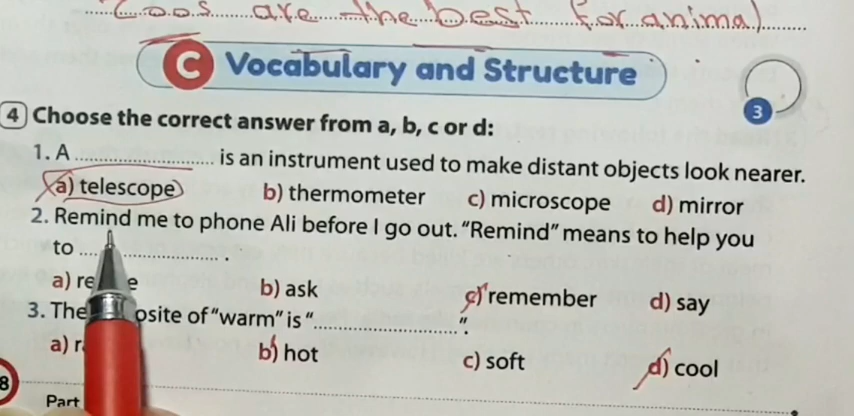 Zoos are the best for animal
C Vocabulary and Structure
3
4 Choose the correct answer from a, b, c or d:
1. A .................... is an instrument used to make distant objects look nearer.
a) telescope b) thermometer c) microscope d) mirror
2. Remind me to phone Ali before I go out. “Remind” means to help you
to ....................
a) b) ask c) remember d) say
3. The of “warm” is “....................”.
a) b) hot c) soft d) cool
8
Part